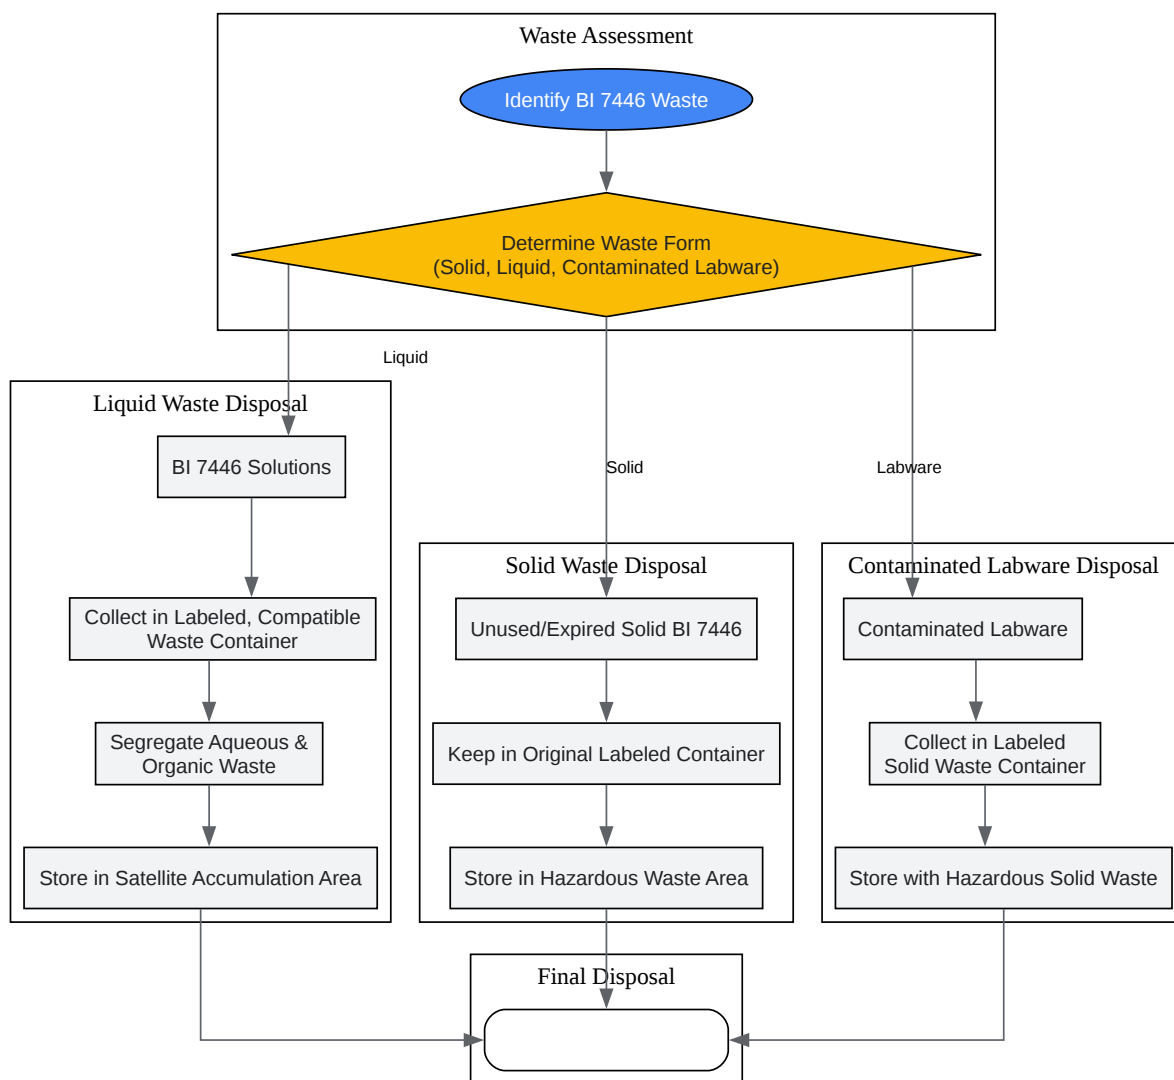 Waste Assessment
Identify BI 7446 Waste
Determine Waste Form
(Solid, Liquid, Contaminated Labware)
Liquid
Solid
Labware
Liquid Waste Disposal
BI 7446 Solutions
Collect in Labeled, Compatible
Waste Container
Segregate Aqueous &
Organic Waste
Store in Satellite Accumulation Area
Solid Waste Disposal
Unused/Expired Solid BI 7446
Keep in Original Labeled Container
Store in Hazardous Waste Area
Contaminated Labware Disposal
Contaminated Labware
Collect in Labeled
Solid Waste Container
Store with Hazardous Solid Waste
Final Disposal